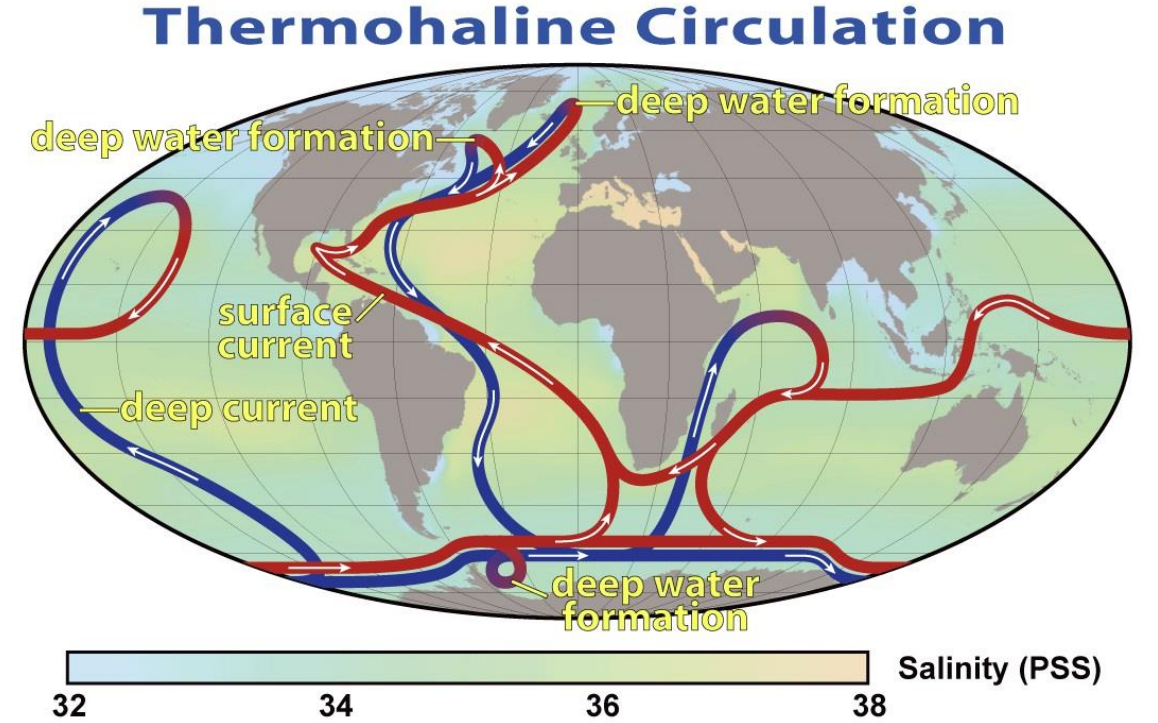 Thermohaline Circulation
deep water formation
deep water formation
surface
current
deep current
deep water
formation
Salinity (PSS)
32 34 36 38